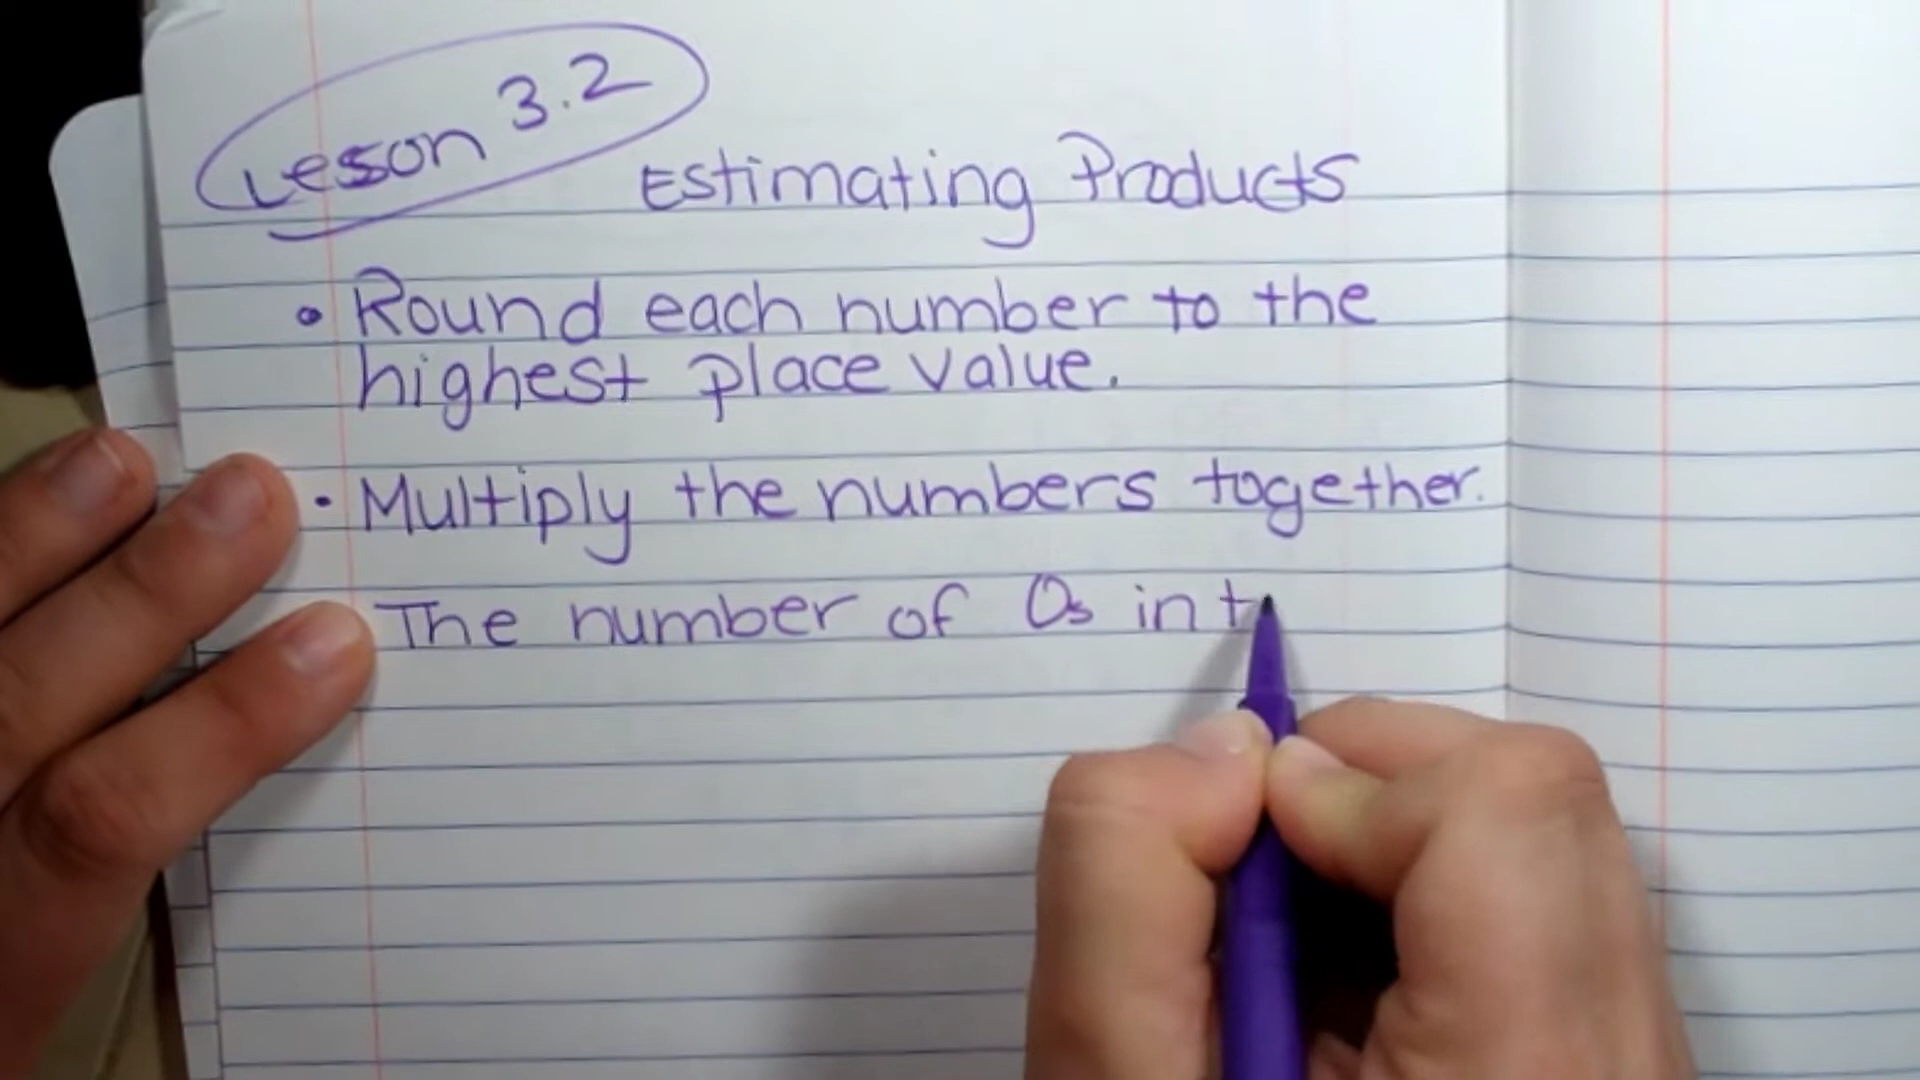 Lesson 3.2
Estimating Products
• Round each number to the
highest place value.
• Multiply the numbers together.
The number of 0s in t